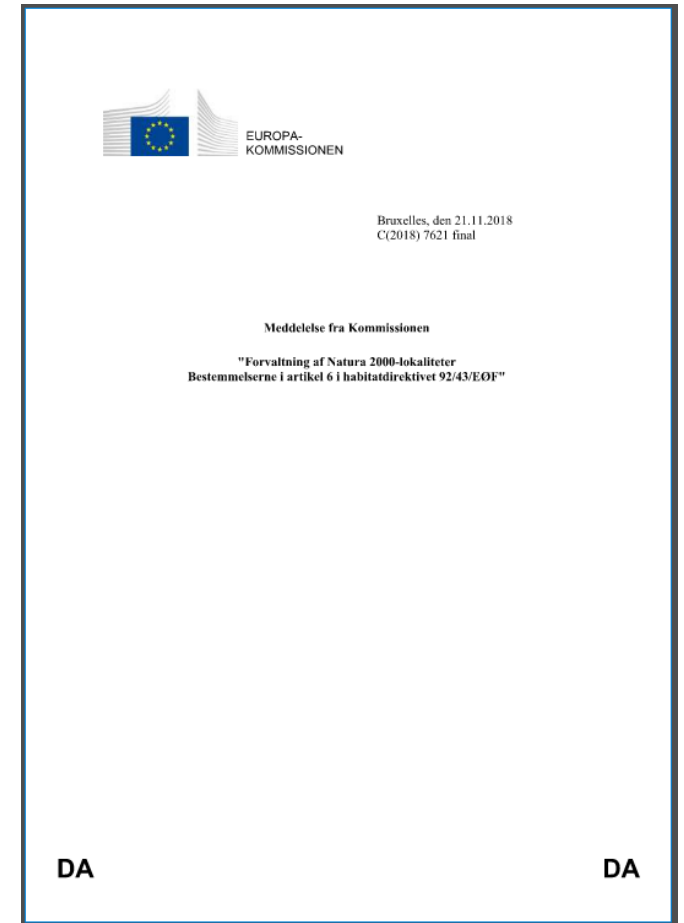 EUROPA-
KOMMISSIONEN
Bruxelles, den 21.11.2018
C(2018) 7621 final
Meddelelse fra Kommissionen
"Forvaltning af Natura 2000-lokaliteter
Bestemmelserne i artikel 6 i habitatdirektivet 92/43/EØF"
DA DA